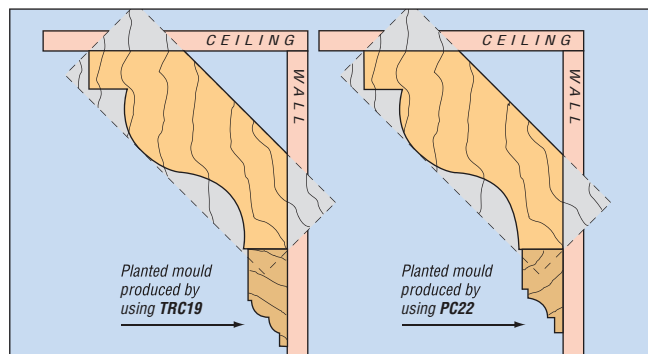 CEILING
WALL
Planted mould
produced by
using TRC19
CEILING
WALL
Planted mould
produced by
using PC22